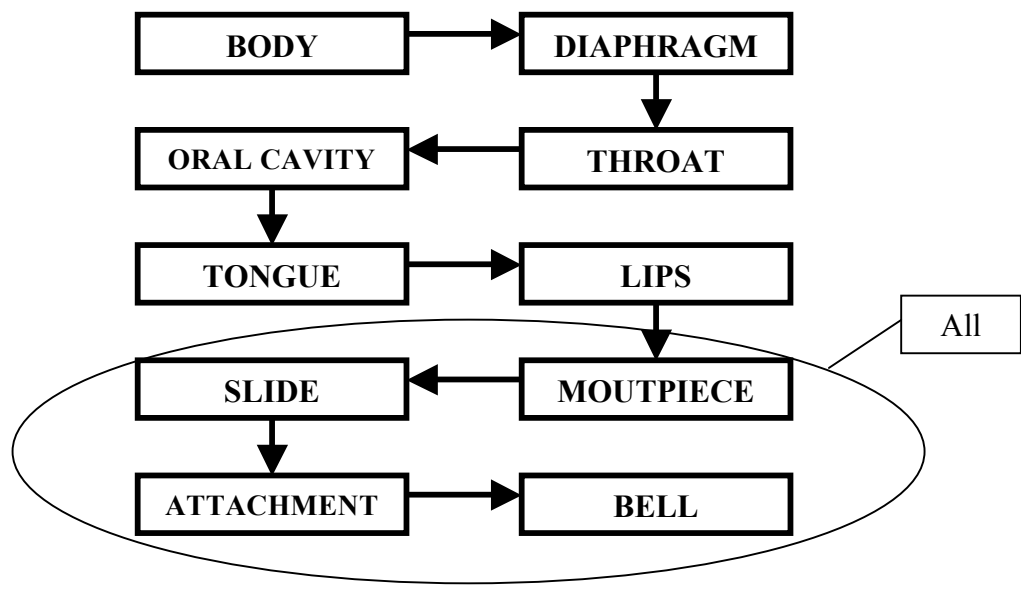 BODY
DIAPHRAGM
ORAL CAVITY
THROAT
TONGUE
LIPS
All
SLIDE
MOUTPIECE
ATTACHMENT
BELL